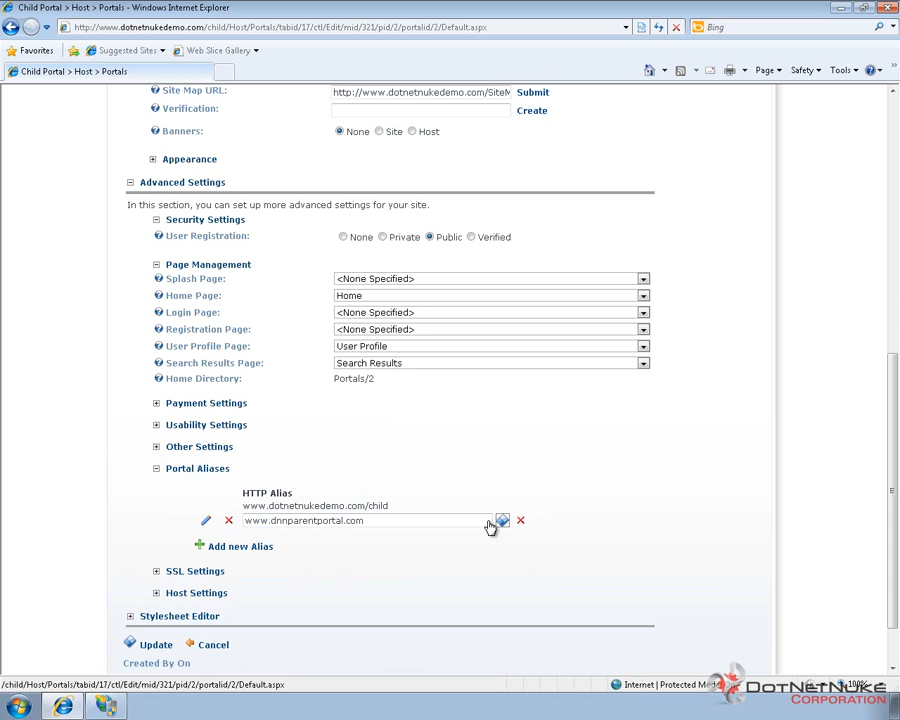 Child Portal > Host > Portals - Windows Internet Explorer
http://www.dotnetnukedemo.com/child/Host/Portals/tabid/17/ctl/Edit/mid/321/pid/2/portalid/2/Default.aspx
Bing
Favorites
Suggested Sites
Web Slice Gallery
Child Portal > Host > Portals
Page
Safety
Tools
Site Map URL:
http://www.dotnetnukedemo.com/SiteM
Submit
Verification:
Create
Banners:
None
Site
Host
Appearance
Advanced Settings
In this section, you can set up more advanced settings for your site.
Security Settings
User Registration:
None
Private
Public
Verified
Page Management
Splash Page:
<None Specified>
Home Page:
Home
Login Page:
<None Specified>
Registration Page:
<None Specified>
User Profile Page:
User Profile
Search Results Page:
Search Results
Home Directory:
Portals/2
Payment Settings
Usability Settings
Other Settings
Portal Aliases
HTTP Alias
www.dotnetnukedemo.com/child
www.dnnparentportal.com
Add new Alias
SSL Settings
Host Settings
Stylesheet Editor
Update
Cancel
Created By On
/child/Host/Portals/tabid/17/ctl/Edit/mid/321/pid/2/portalid/2/Default.aspx
Internet | Protected
100%
DOTNETNUKE
CORPORATION